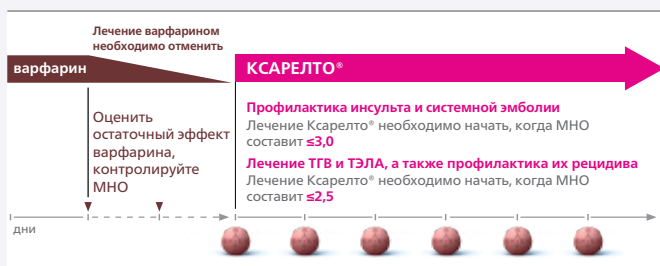 Лечение варфарином
необходимо отменить
варфарин
КСАРЕЛТО®
Оценить
остаточный эффект
варфарина,
контролируйте
МНО
Профилактика инсульта и системной эмболии
Лечение Ксарелто® необходимо начать, когда МНО
составит ≤3,0
Лечение ТГВ и ТЭЛА, а также профилактика их рецидива
Лечение Ксарелто® необходимо начать, когда МНО
составит ≤2,5
дни